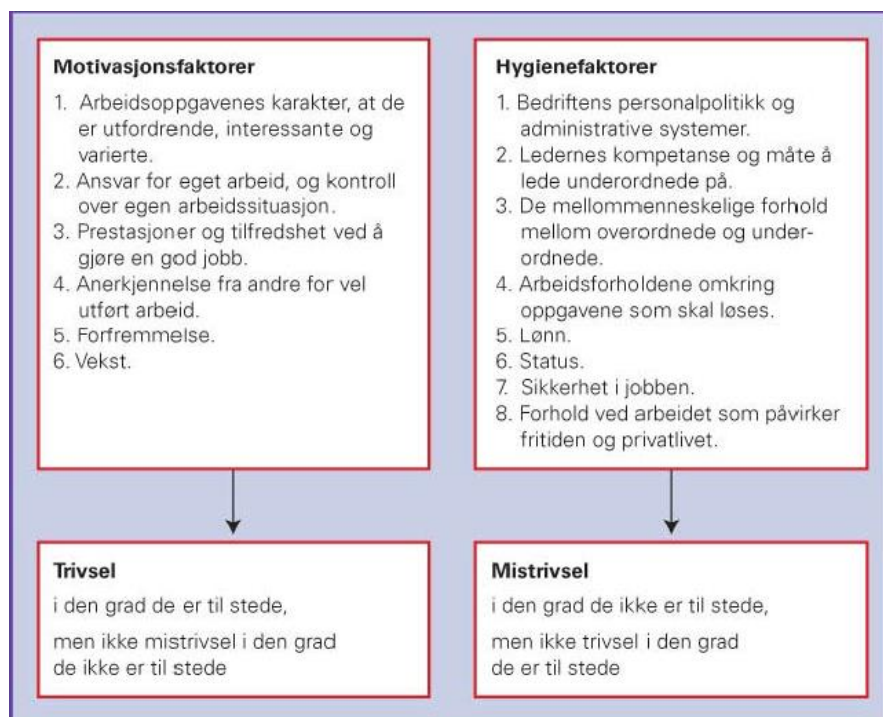 Motivasjonsfaktorer
1. Arbeidsoppgavenes karakter, at de
er utfordrende, interessante og
varierte.
2. Ansvar for eget arbeid, og kontroll
over egen arbeidssituasjon.
3. Prestasjoner og tilfredshet ved å
gjøre en god jobb.
4. Anerkjennelse fra andre for vel
utført arbeid.
5. Forfremmelse.
6. Vekst.
Hygienefaktorer
1. Bedriftens personalpolitikk og
administrative systemer.
2. Ledernes kompetanse og måte å
lede underordnede på.
3. De mellommenneskelige forhold
mellom overordnede og under-
ordnede.
4. Arbeidsforholdene omkring
oppgavene som skal løses.
5. Lønn.
6. Status.
7. Sikkerhet i jobben.
8. Forhold ved arbeidet som påvirker
fritiden og privatlivet.
Trivsel
i den grad de er til stede,
men ikke mistrivsel i den grad
de ikke er til stede
Mistrivsel
i den grad de ikke er til stede,
men ikke trivsel i den grad
de er til stede